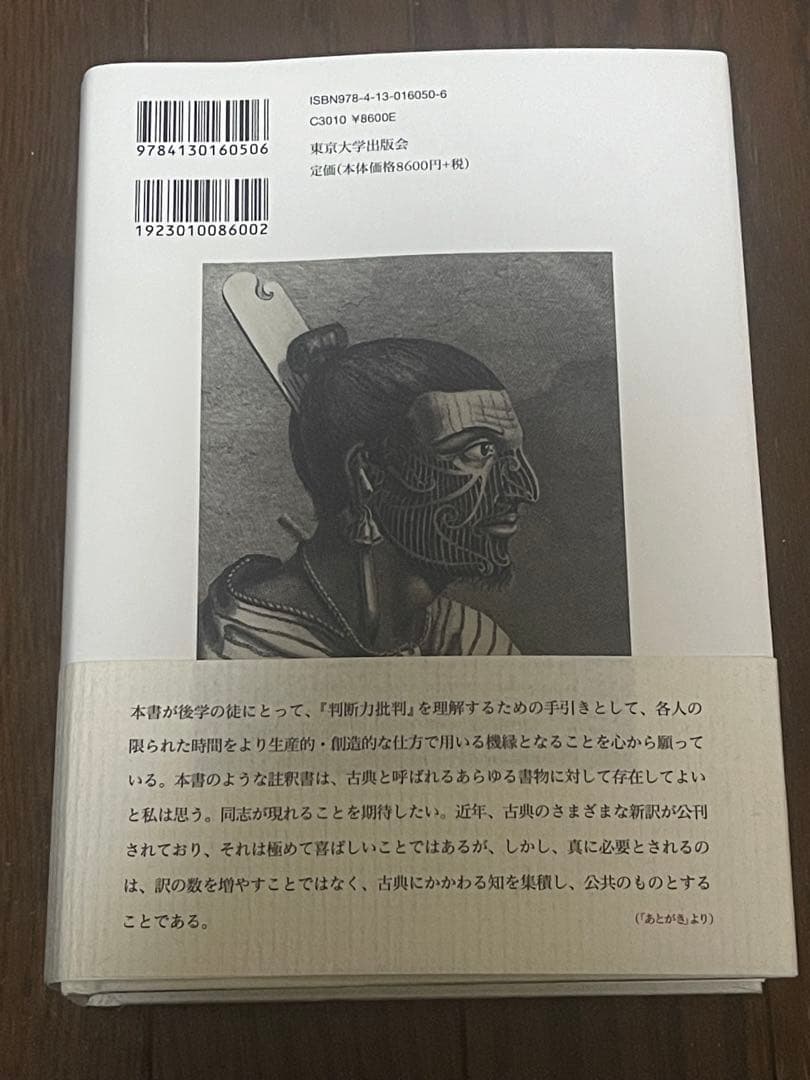 ISBN978-4-13-016050-6
C3010 ¥8600E
東京大学出版会
定価(本体価格8600円+税)
9784130160506
1923010086002
本書が後学の徒にとって、『判断力批判』を理解するための手引きとして、各人の
限られた時間をより生産的・創造的な仕方で用いる機縁となることを心から願って
いる。本書のような註釈書は、古典と呼ばれるあらゆる書物に対して存在してよい
と私は思う。同志が現れることを期待したい。近年、古典のさまざまな新訳が公刊
されており、それは極めて喜ばしいことではあるが、しかし、真に必要とされるの
は、訳の数を増やすことではなく、古典にかかわる知を集積し、公共のものとする
ことである。
(「あとがき」より)